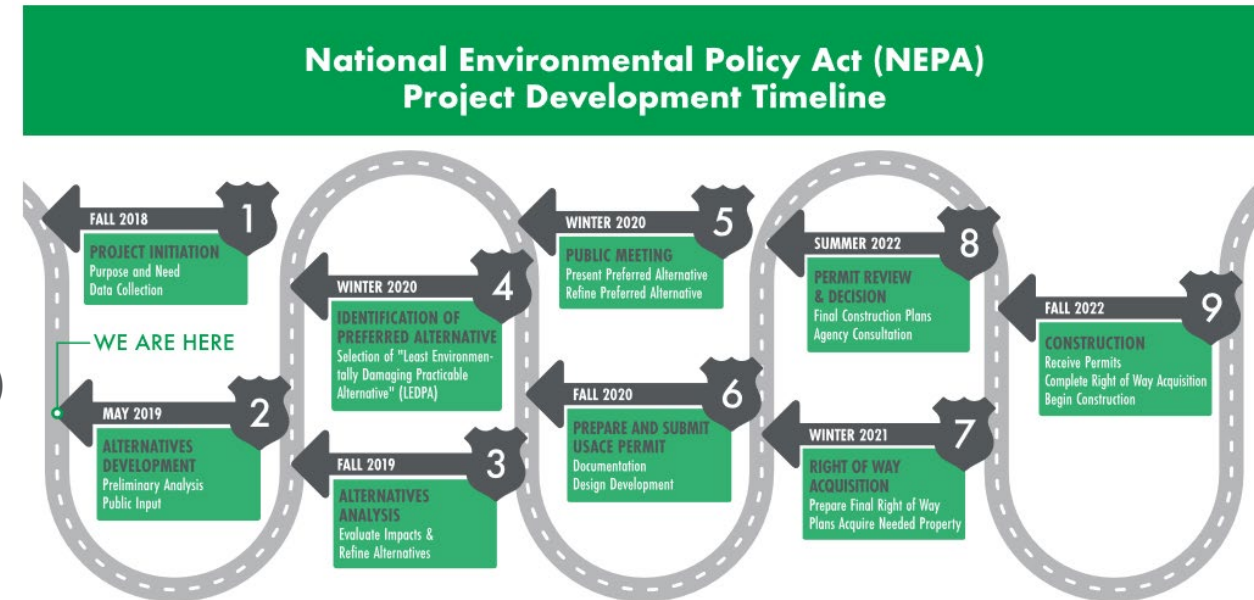 National Environmental Policy Act (NEPA)
Project Development Timeline
1
FALL 2018
PROJECT INITIATION
Purpose and Need
Data Collection
WE ARE HERE
2
MAY 2019
ALTERNATIVES
DEVELOPMENT
Preliminary Analysis
Public Input
3
FALL 2019
ALTERNATIVES
ANALYSIS
Evaluate Impacts &
Refine Alternatives
4
WINTER 2020
IDENTIFICATION OF
PREFERRED ALTERNATIVE
Selection of "Least Environmen-
tally Damaging Practicable
Alternative" (LEDPA)
5
WINTER 2020
PUBLIC MEETING
Present Preferred Alternative
Refine Preferred Alternative
6
FALL 2020
PREPARE AND SUBMIT
USACE PERMIT
Documentation
Design Development
7
WINTER 2021
RIGHT OF WAY
ACQUISITION
Prepare Final Right of Way
Plans Acquire Needed Property
8
SUMMER 2022
PERMIT REVIEW
& DECISION
Final Construction Plans
Agency Consultation
9
FALL 2022
CONSTRUCTION
Receive Permits
Complete Right of Way Acquisition
Begin Construction